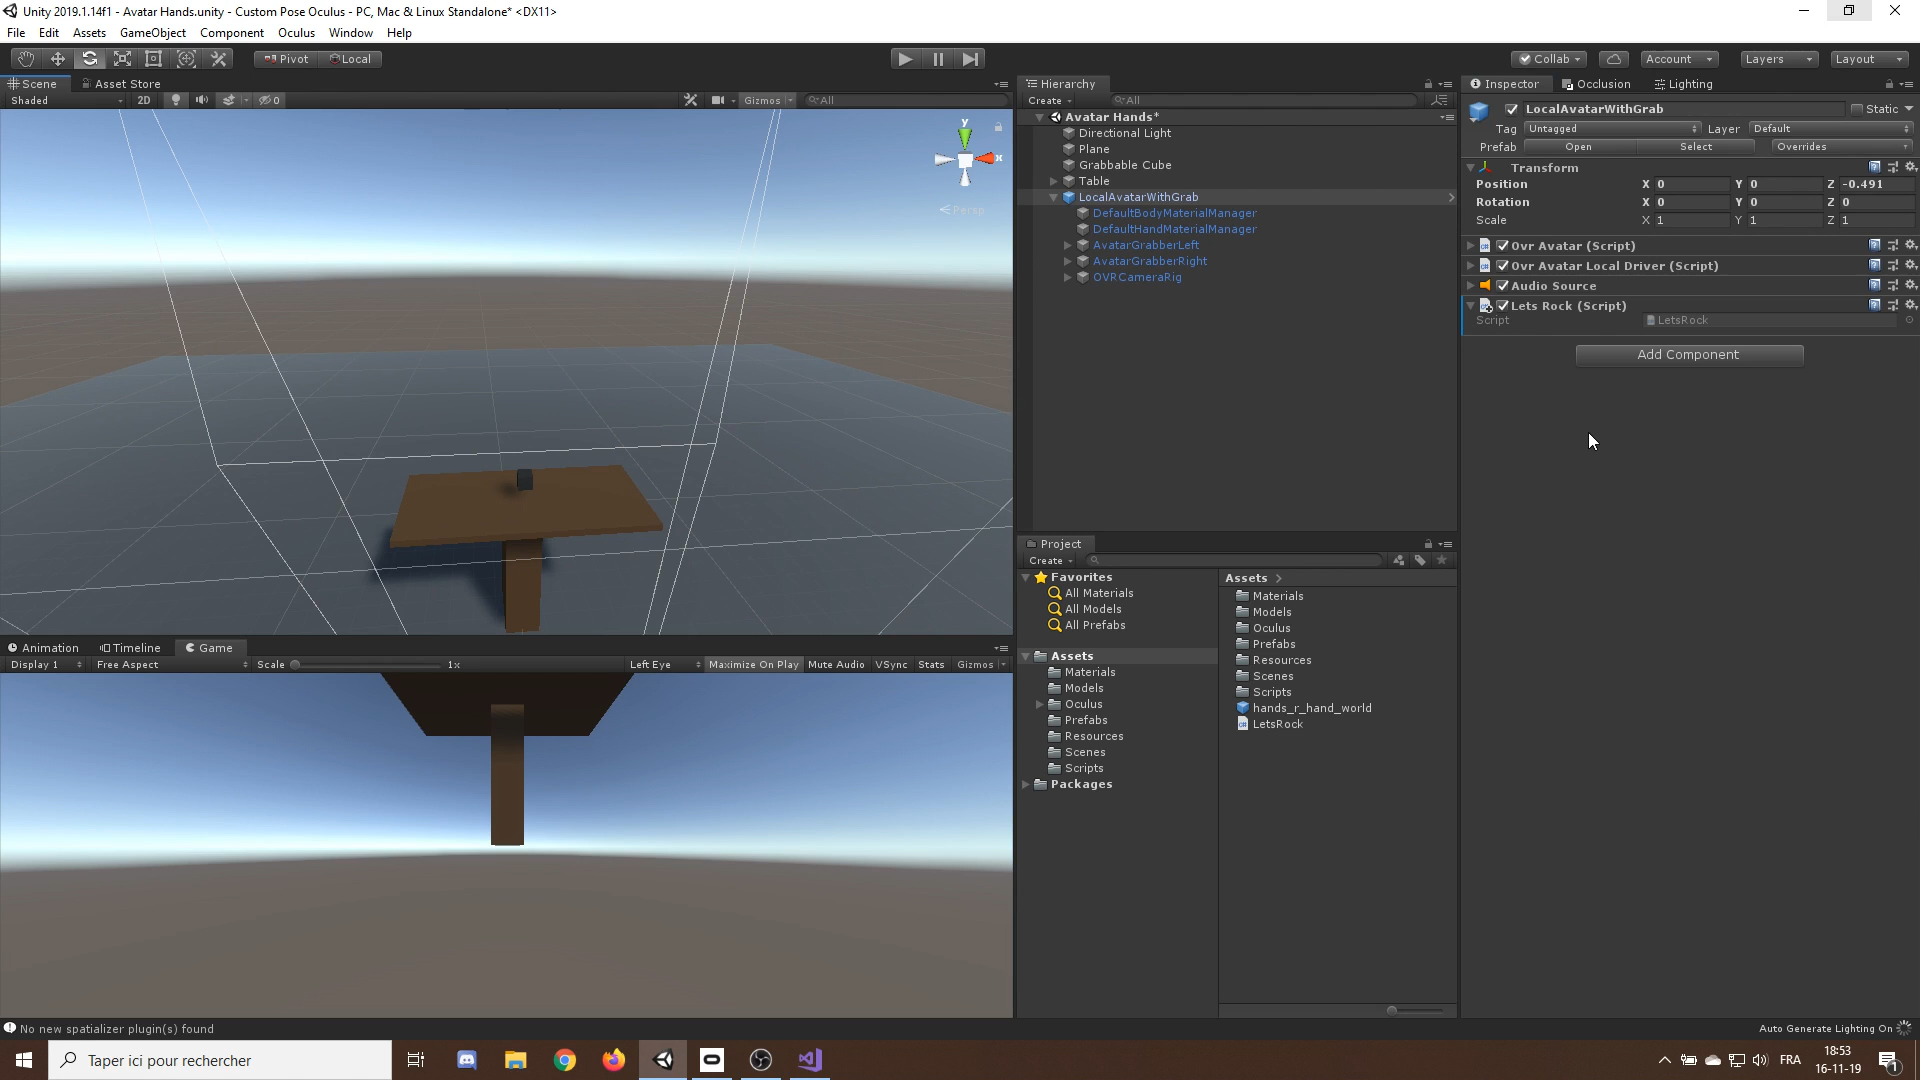 Unity 2019.1.14f1 - Avatar Hands.unity - Custom Pose Oculus - PC, Mac & Linux Standalone* <DX11>
File Edit Assets GameObject Component Oculus Window Help
Pivot Local Collab Account Layers Layout
Scene Asset Store
Shaded 2D 0 Gizmos All
y
x
Persp
Hierarchy
Create All
Avatar Hands*
Directional Light
Plane
Grabbable Cube
Table
LocalAvatarWithGrab
DefaultBodyMaterialManager
DefaultHandMaterialManager
AvatarGrabberLeft
AvatarGrabberRight
OVRCameraRig
Inspector Occlusion Lighting
LocalAvatarWithGrab Static
Tag Untagged Layer Default
Prefab Open Select Overrides
Transform
Position X 0 Y 0 Z -0.491
Rotation X 0 Y 0 Z 0
Scale X 1 Y 1 Z 1
Ovr Avatar (Script)
Ovr Avatar Local Driver (Script)
Audio Source
Lets Rock (Script)
Script LetsRock
Add Component
Animation Timeline Game
Display 1 Free Aspect Scale 1x Left Eye Maximize On Play Mute Audio VSync Stats Gizmos
Project
Create
Favorites
All Materials
All Models
All Prefabs
Assets
Materials
Models
Oculus
Prefabs
Resources
Scenes
Scripts
Packages
Assets
Materials
Models
Oculus
Prefabs
Resources
Scenes
Scripts
hands_r_hand_world
LetsRock
No new spatializer plugin(s) found
Auto Generate Lighting On
Taper ici pour rechercher
FRA
18:53
16-11-19
1